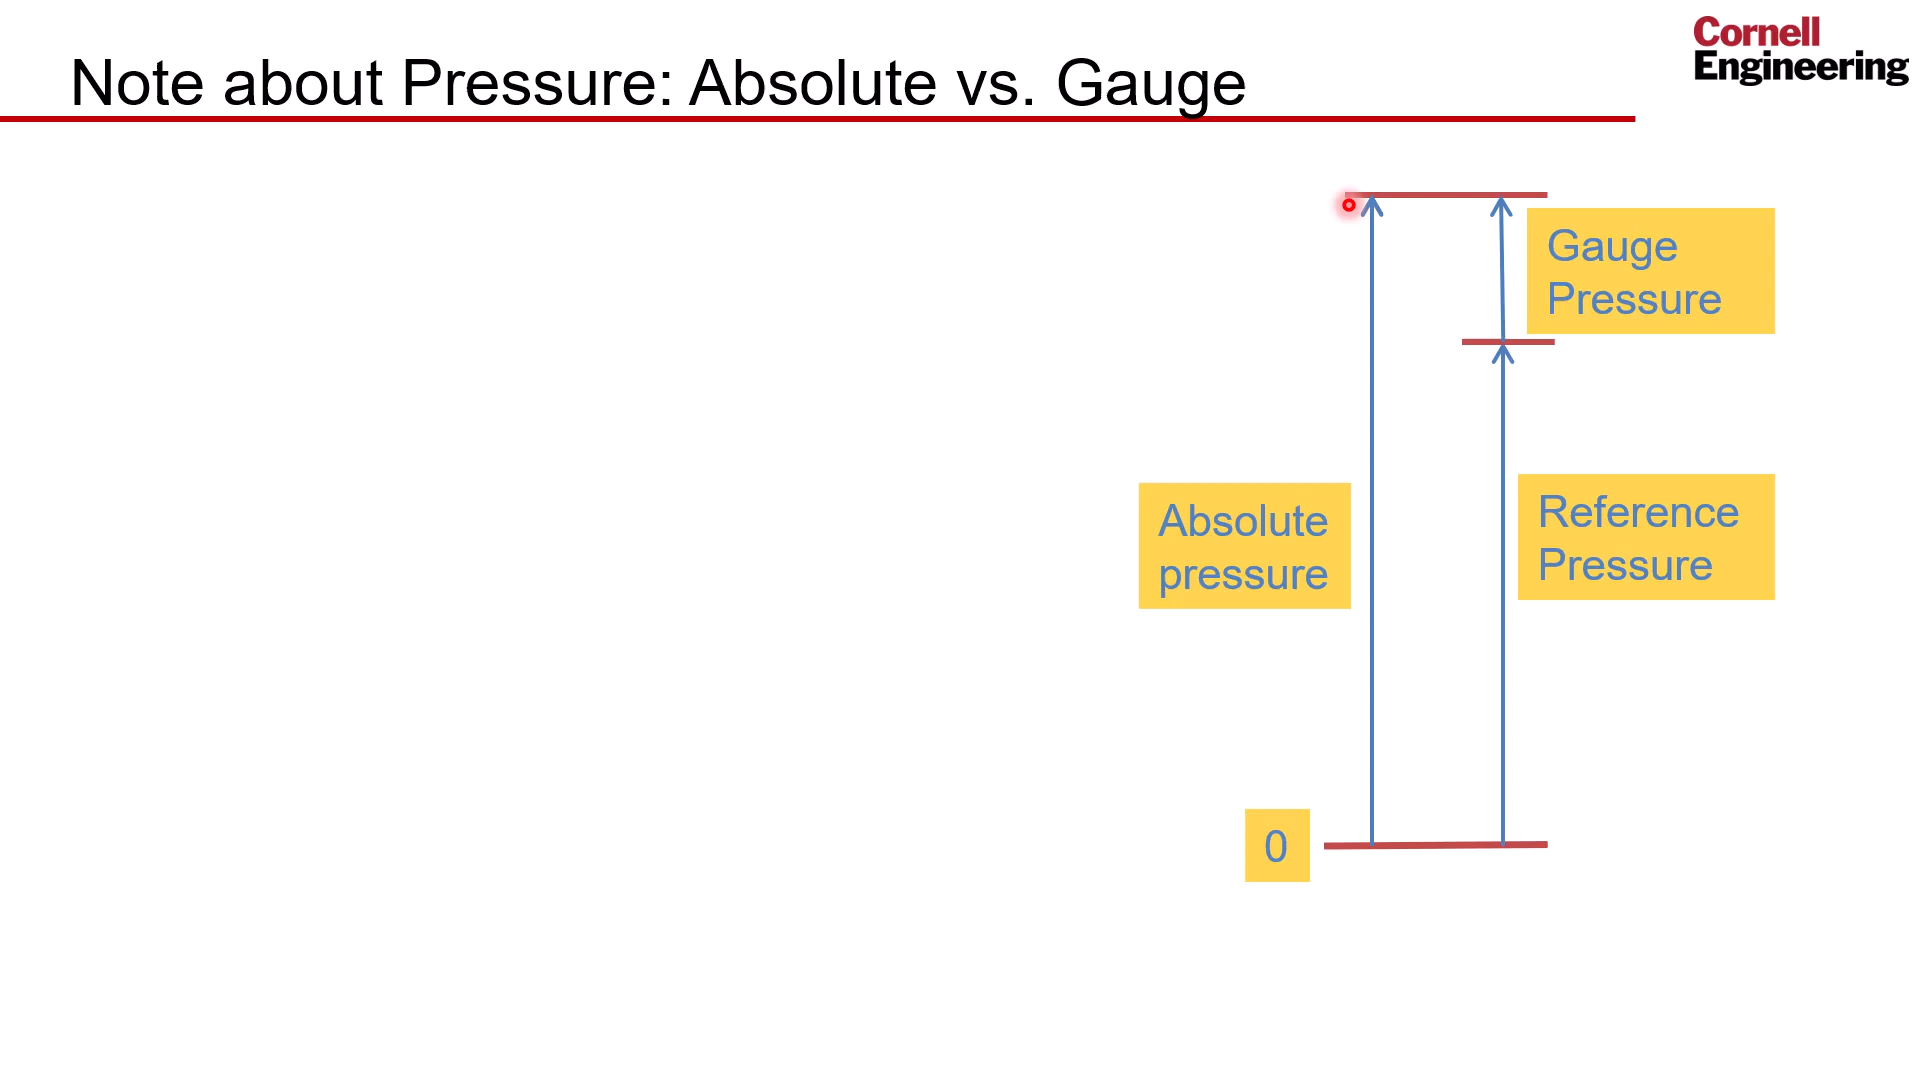 Cornell
Engineering
Note about Pressure: Absolute vs. Gauge
Gauge
Pressure
Absolute
pressure
Reference
Pressure
0